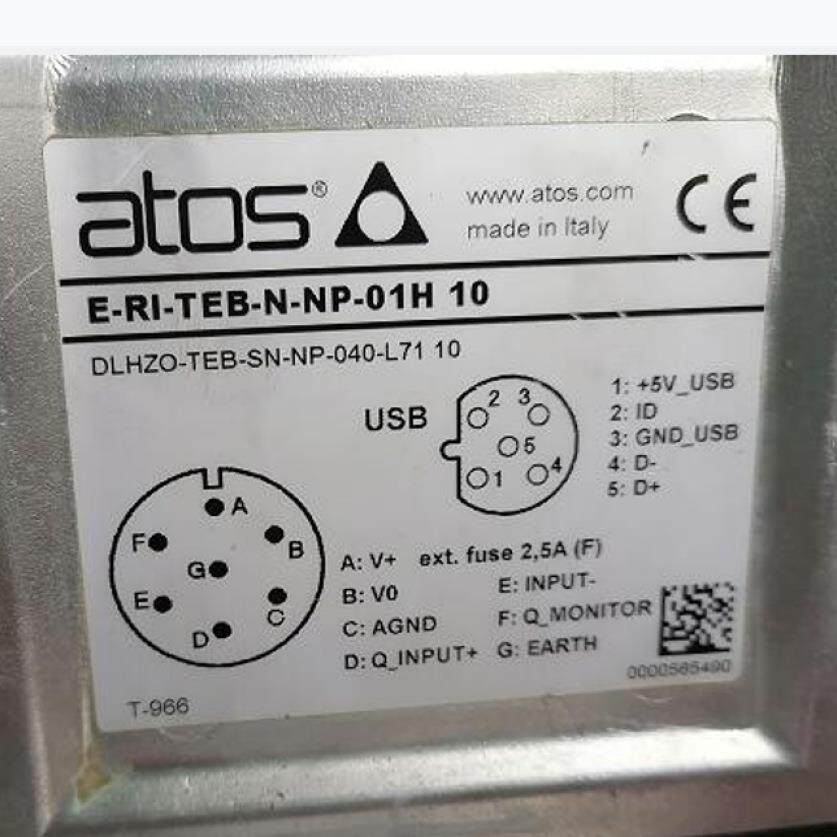 atos®
www.atos.com
made in Italy
CE
E-RI-TEB-N-NP-01H 10
DLHZO-TEB-SN-NP-040-L71 10
USB
2 3
5
1 4
1: +5V_USB
2: ID
3: GND_USB
4: D-
5: D+
A
F
B
G
E
C
D
A: V+ ext. fuse 2,5A (F)
B: V0
C: AGND
D: Q_INPUT+
E: INPUT-
F: Q_MONITOR
G: EARTH
0000565490
T-966